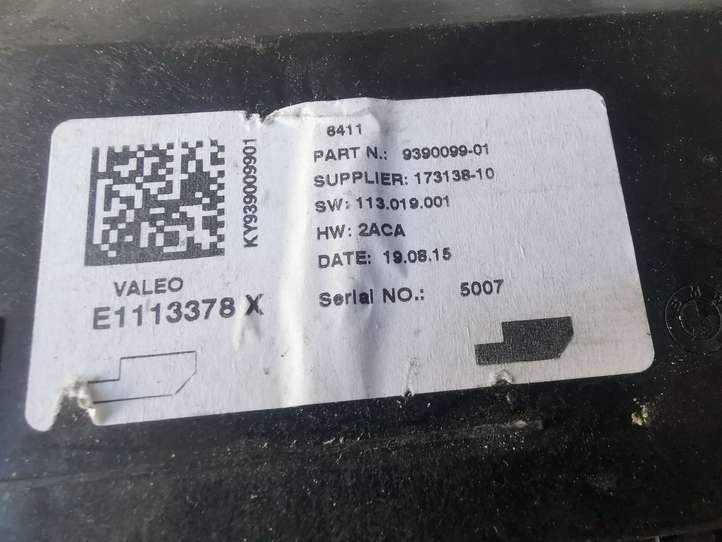 6411
PART N.: 9390099-01
SUPPLIER: 173138-10
SW: 113.019.001
HW: 2ACA
DATE: 19.08.15
Serial NO.: 5007
KY939009901
VALEO
E1113378 X